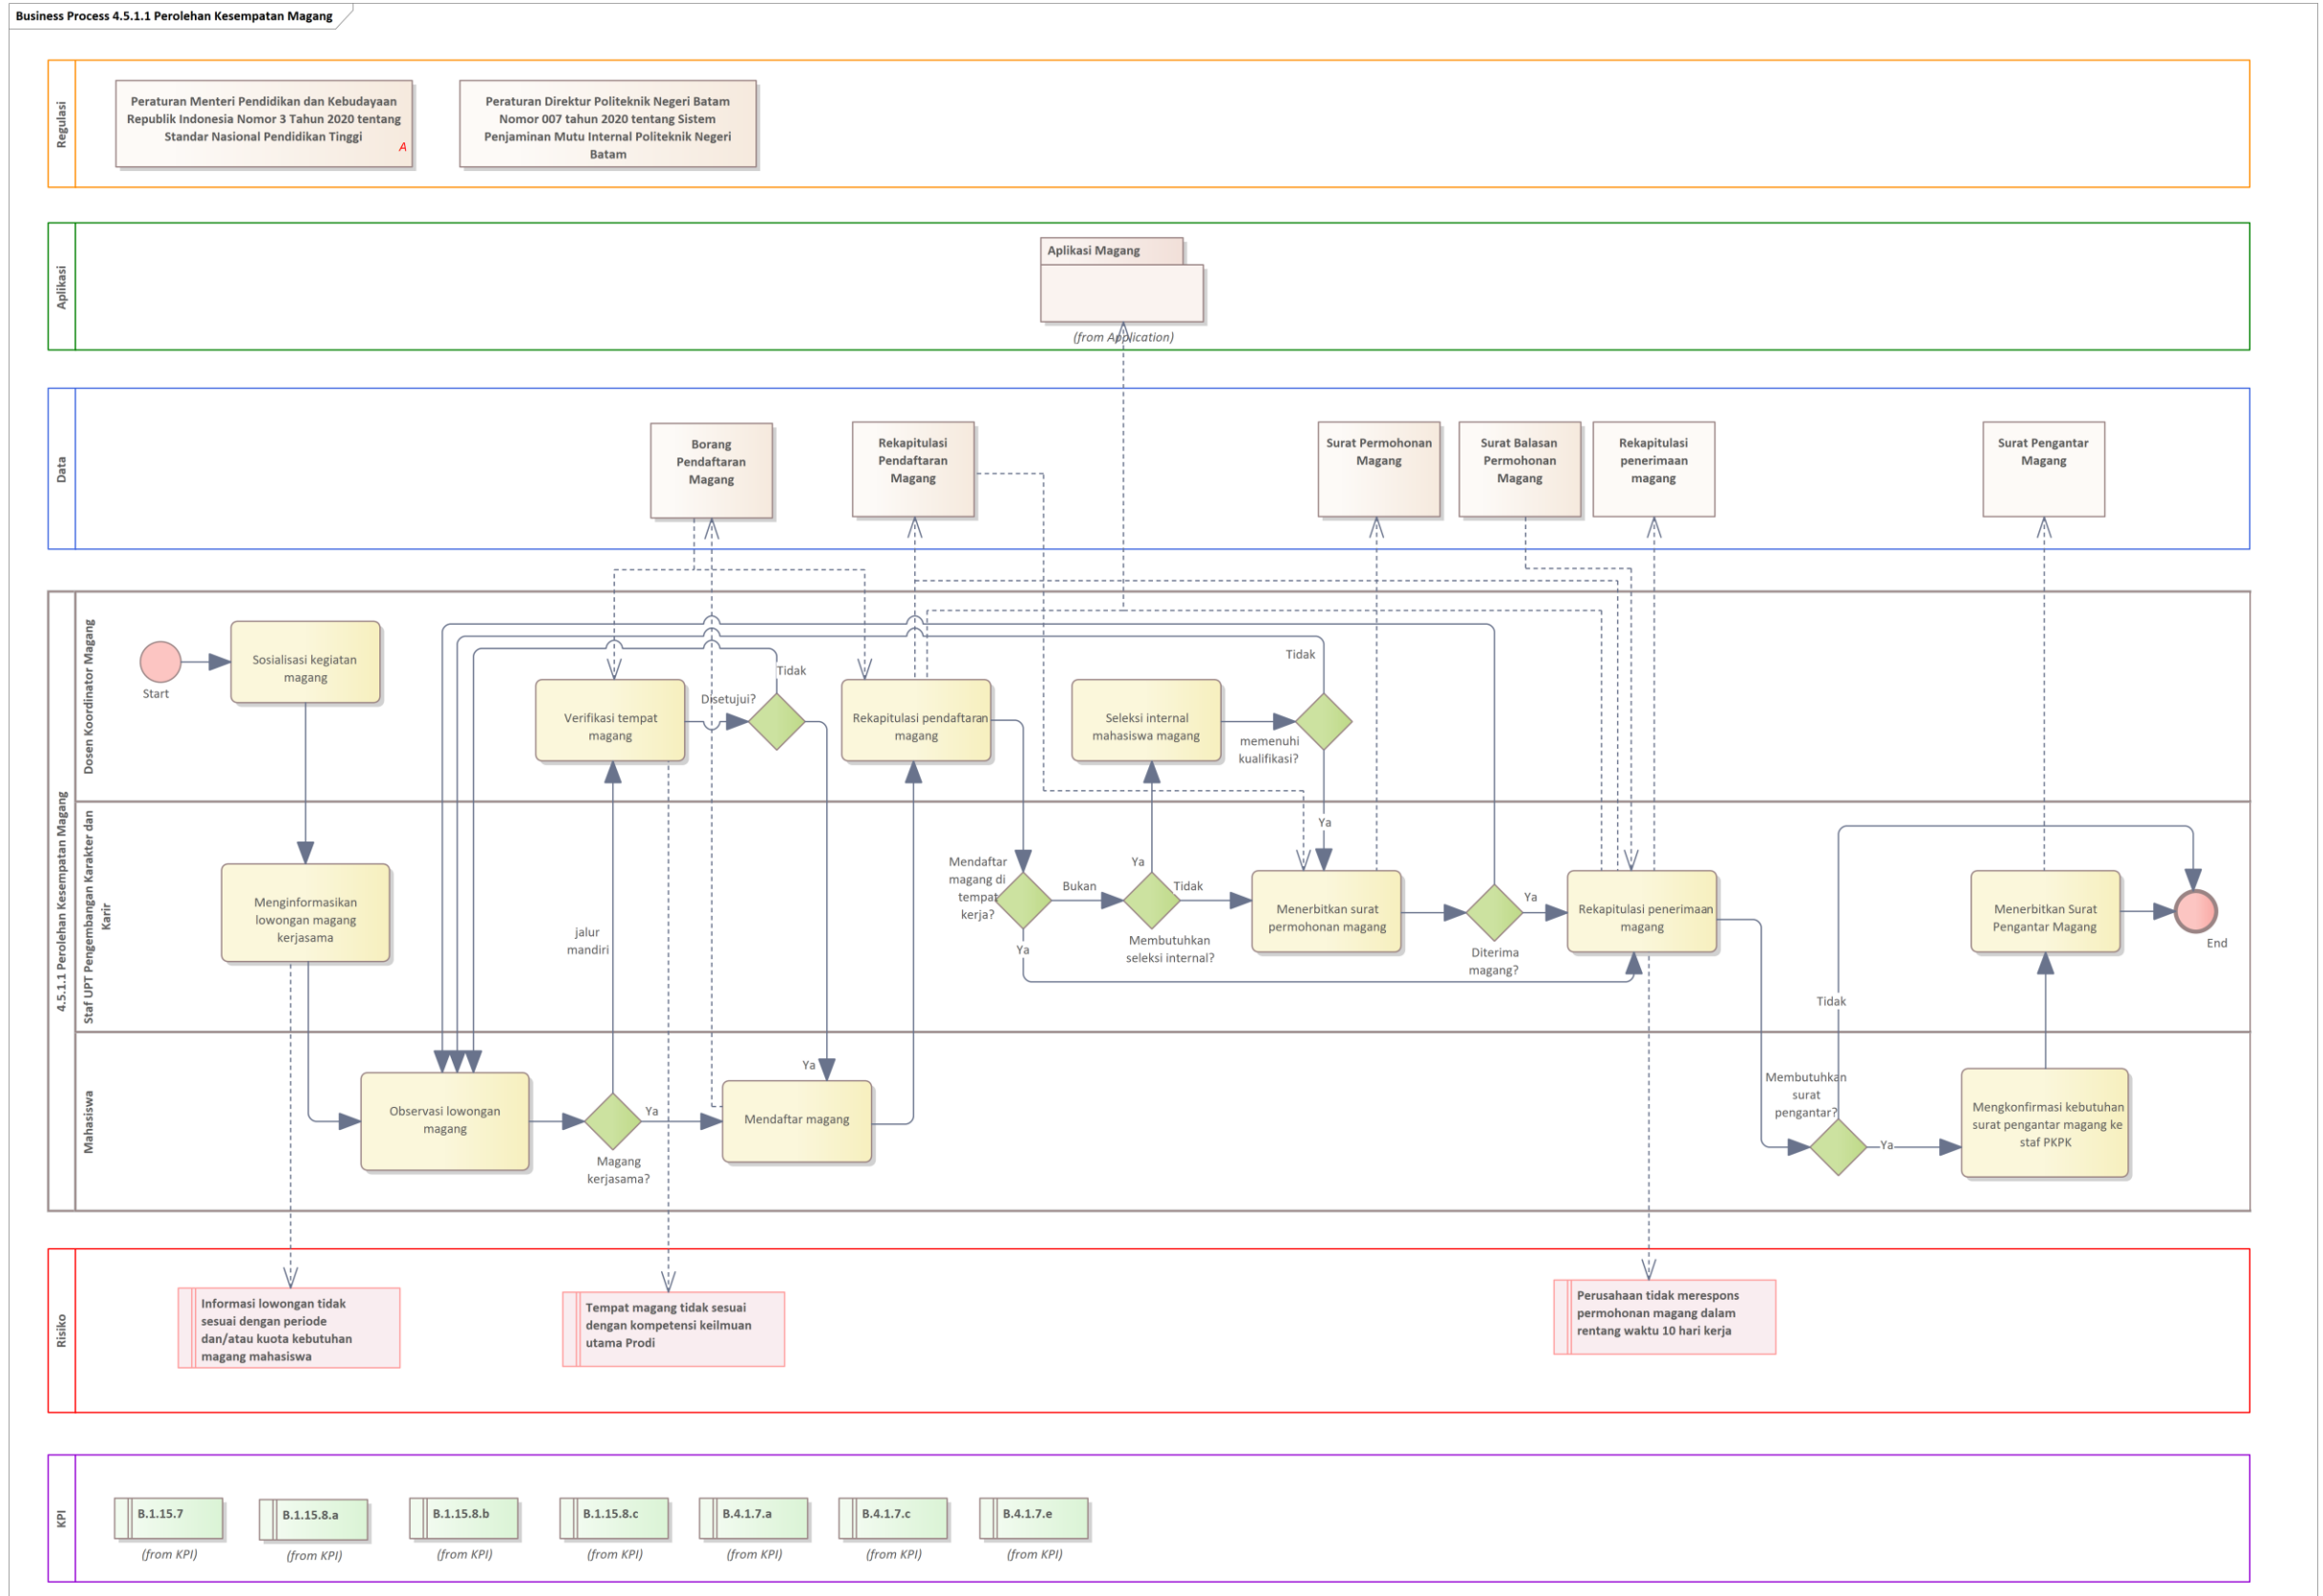 Business Process 4.5.1.1 Perolehan Kesempatan Magang
Regulasi
Peraturan Menteri Pendidikan dan Kebudayaan
Republik Indonesia Nomor 3 Tahun 2020 tentang
Standar Nasional Pendidikan Tinggi
A
Peraturan Direktur Politeknik Negeri Batam
Nomor 007 tahun 2020 tentang Sistem
Penjaminan Mutu Internal Politeknik Negeri
Batam
Aplikasi
Aplikasi Magang
(from Application)
Data
Borang
Pendaftaran
Magang
Rekapitulasi
Pendaftaran
Magang
Surat Permohonan
Magang
Surat Balasan
Permohonan
Magang
Rekapitulasi
penerimaan
magang
Surat Pengantar
Magang
4.5.1.1 Perolehan Kesempatan Magang
Dosen Koordinator Magang
Start
Sosialisasi kegiatan
magang
Verifikasi tempat
magang
Disetujui?
Tidak
Rekapitulasi pendaftaran
magang
Seleksi internal
mahasiswa magang
memenuhi
kualifikasi?
Tidak
Ya
Staf UPT Pengembangan Karakter dan
Karir
Menginformasikan
lowongan magang
kerjasama
jalur
mandiri
Mendaftar
magang di
tempat
kerja?
Bukan
Ya
Ya
Tidak
Membutuhkan
seleksi internal?
Menerbitkan surat
permohonan magang
Diterima
magang?
Ya
Rekapitulasi penerimaan
magang
Tidak
Menerbitkan Surat
Pengantar Magang
End
Mahasiswa
Observasi lowongan
magang
Magang
kerjasama?
Ya
Ya
Mendaftar magang
Membutuhkan
surat
pengantar?
Ya
Mengkonfirmasi kebutuhan
surat pengantar magang ke
staf PKPK
Risiko
Informasi lowongan tidak
sesuai dengan periode
dan/atau kuota kebutuhan
magang mahasiswa
Tempat magang tidak sesuai
dengan kompetensi keilmuan
utama Prodi
Perusahaan tidak merespons
permohonan magang dalam
rentang waktu 10 hari kerja
KPI
B.1.15.7
(from KPI)
B.1.15.8.a
(from KPI)
B.1.15.8.b
(from KPI)
B.1.15.8.c
(from KPI)
B.4.1.7.a
(from KPI)
B.4.1.7.c
(from KPI)
B.4.1.7.e
(from KPI)